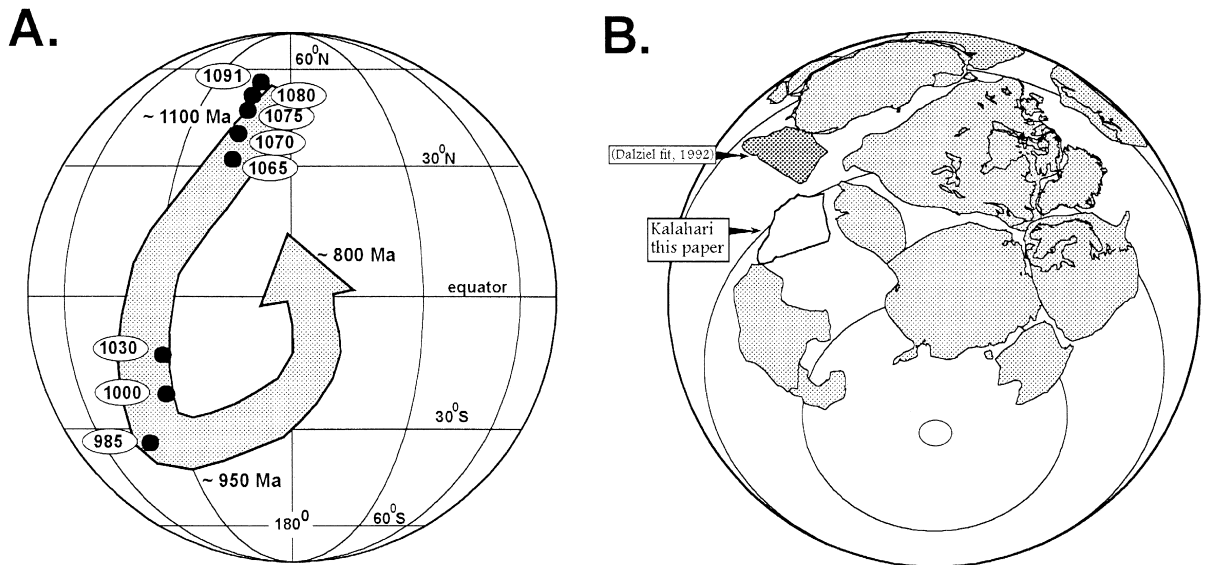 A.
60⁰N
1091
1080
~ 1100 Ma
1075
1070
1065
30⁰N
~ 800 Ma
equator
1030
1000
985
30⁰S
~ 950 Ma
180⁰
60⁰S
B.
(Dalziel fit, 1992)
Kalahari
this paper